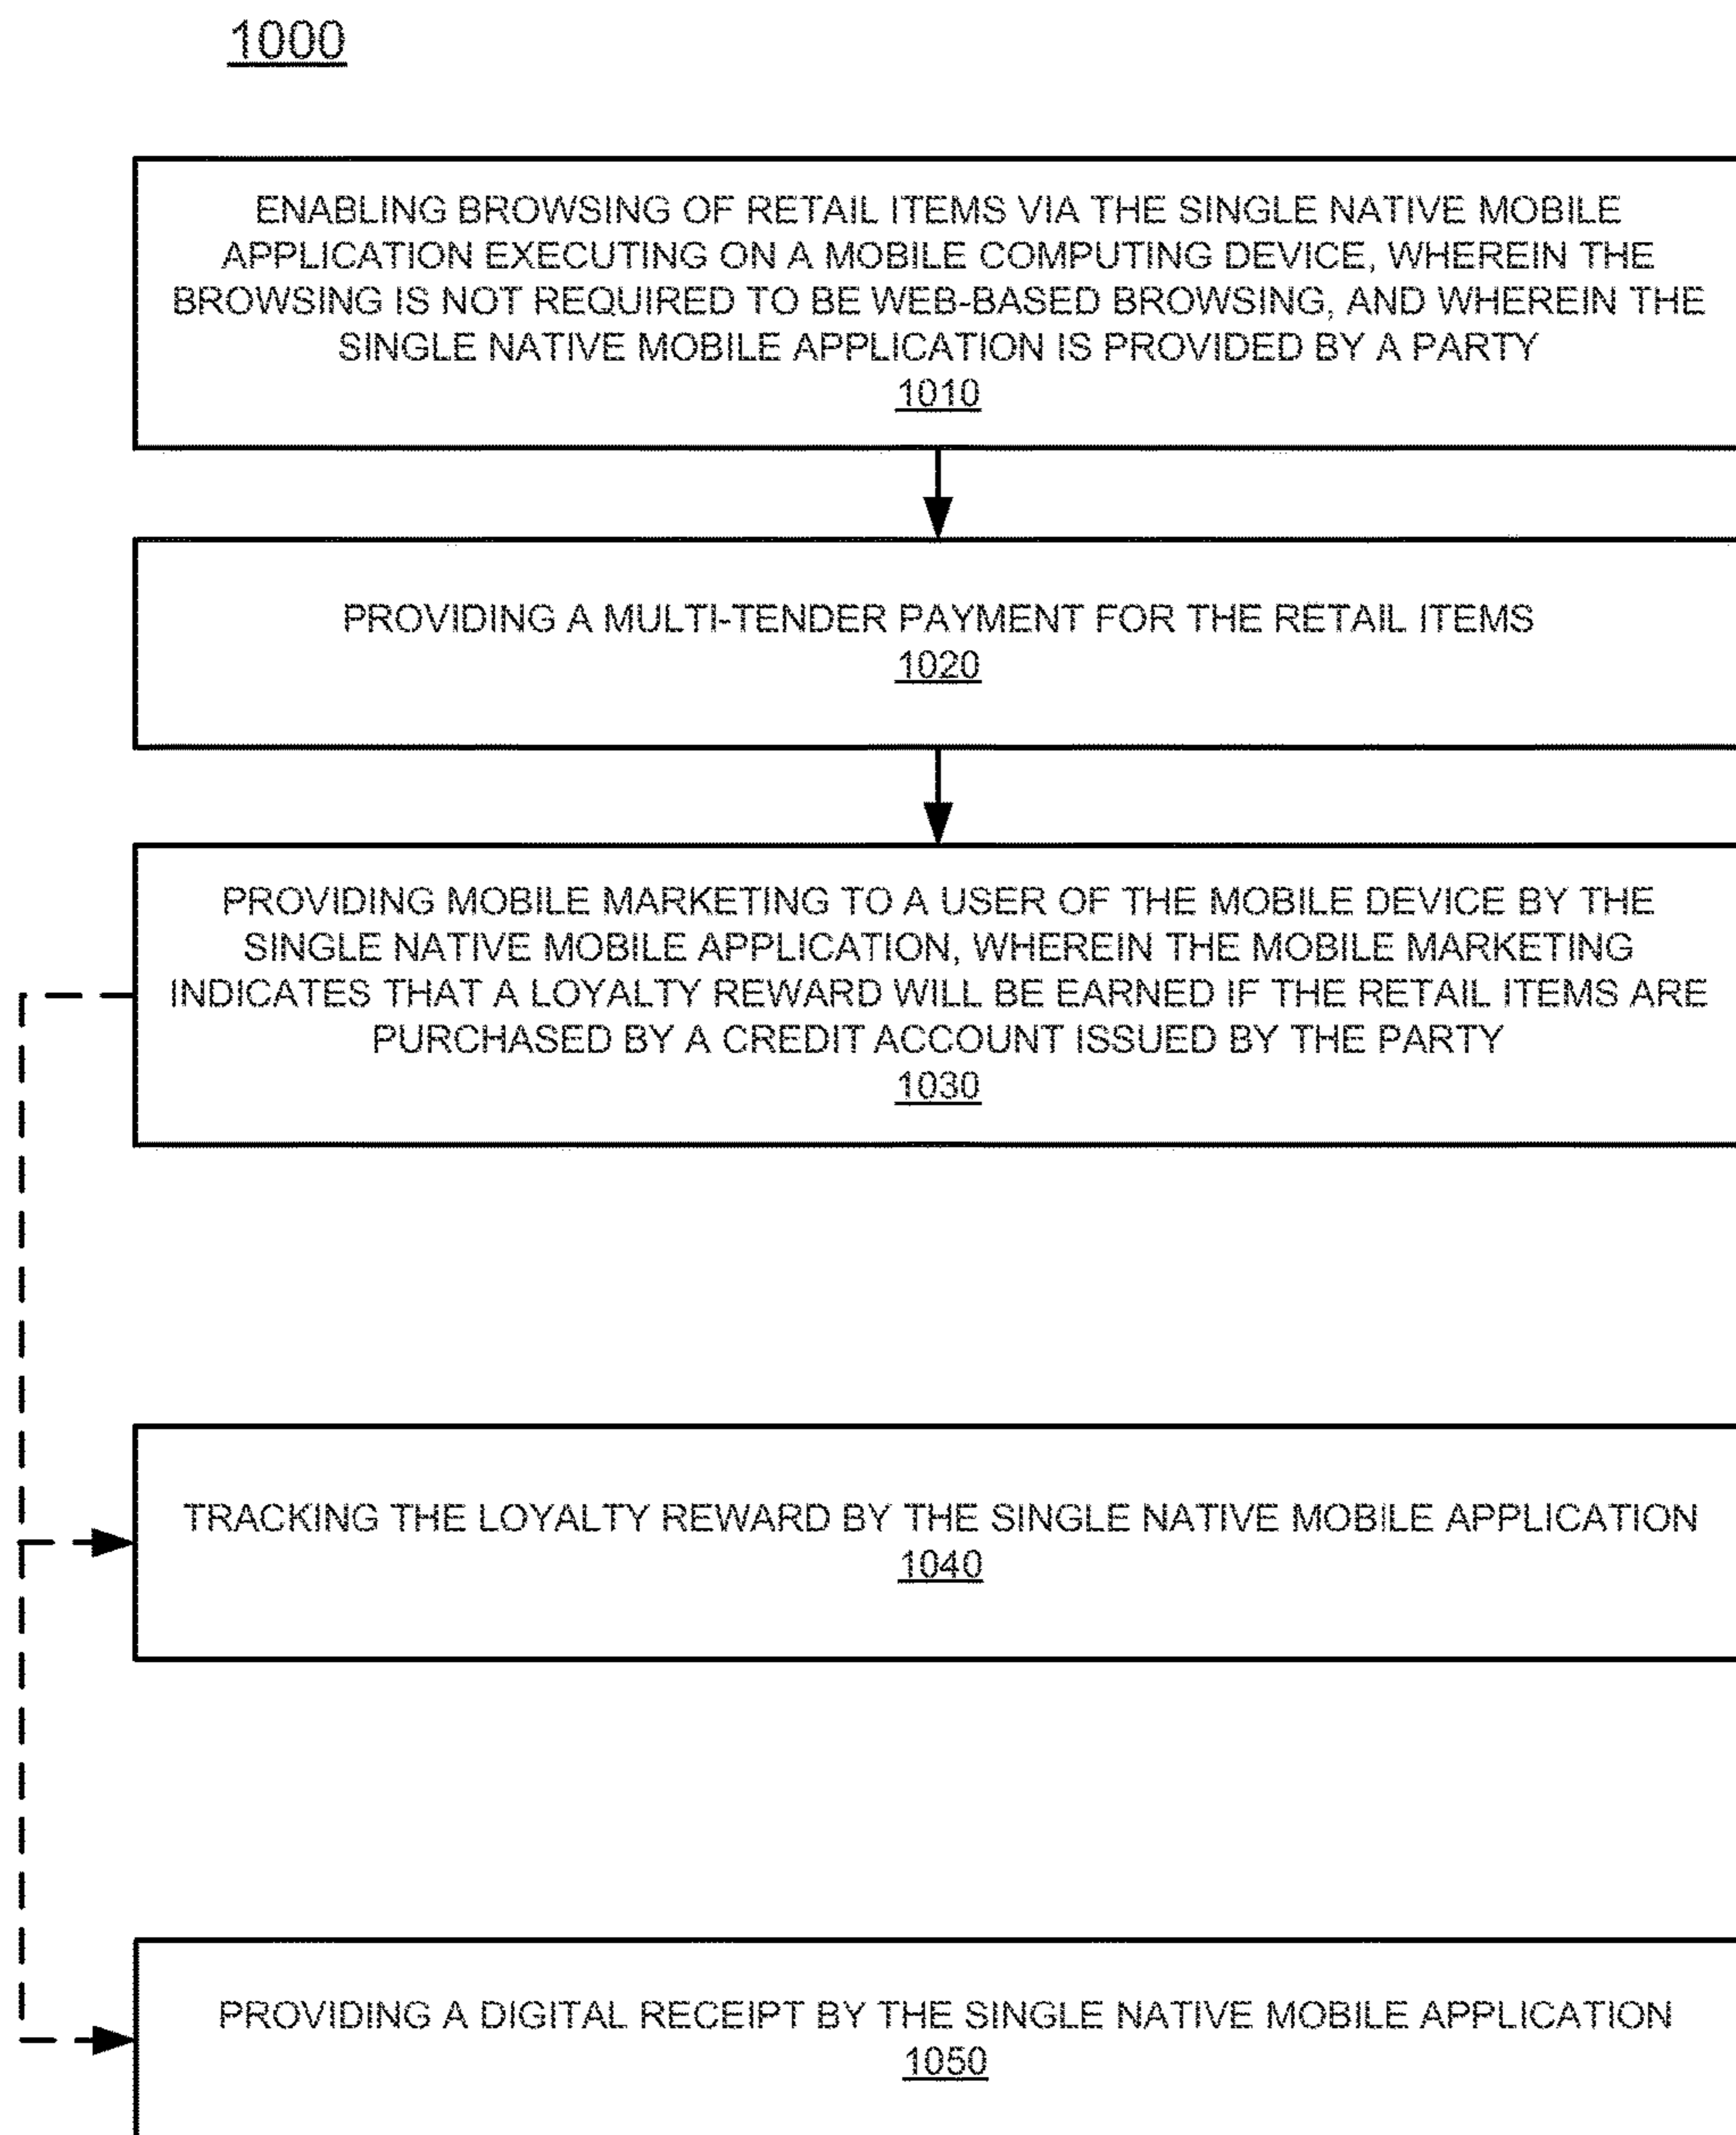 1000
ENABLING BROWSING OF RETAIL ITEMS VIA THE SINGLE NATIVE MOBILE
APPLICATION EXECUTING ON A MOBILE COMPUTING DEVICE, WHEREIN THE
BROWSING IS NOT REQUIRED TO BE WEB-BASED BROWSING, AND WHEREIN THE
SINGLE NATIVE MOBILE APPLICATION IS PROVIDED BY A PARTY
1010
PROVIDING A MULTI-TENDER PAYMENT FOR THE RETAIL ITEMS
1020
PROVIDING MOBILE MARKETING TO A USER OF THE MOBILE DEVICE BY THE
SINGLE NATIVE MOBILE APPLICATION, WHEREIN THE MOBILE MARKETING
INDICATES THAT A LOYALTY REWARD WILL BE EARNED IF THE RETAIL ITEMS ARE
PURCHASED BY A CREDIT ACCOUNT ISSUED BY THE PARTY
1030
TRACKING THE LOYALTY REWARD BY THE SINGLE NATIVE MOBILE APPLICATION
1040
PROVIDING A DIGITAL RECEIPT BY THE SINGLE NATIVE MOBILE APPLICATION
1050